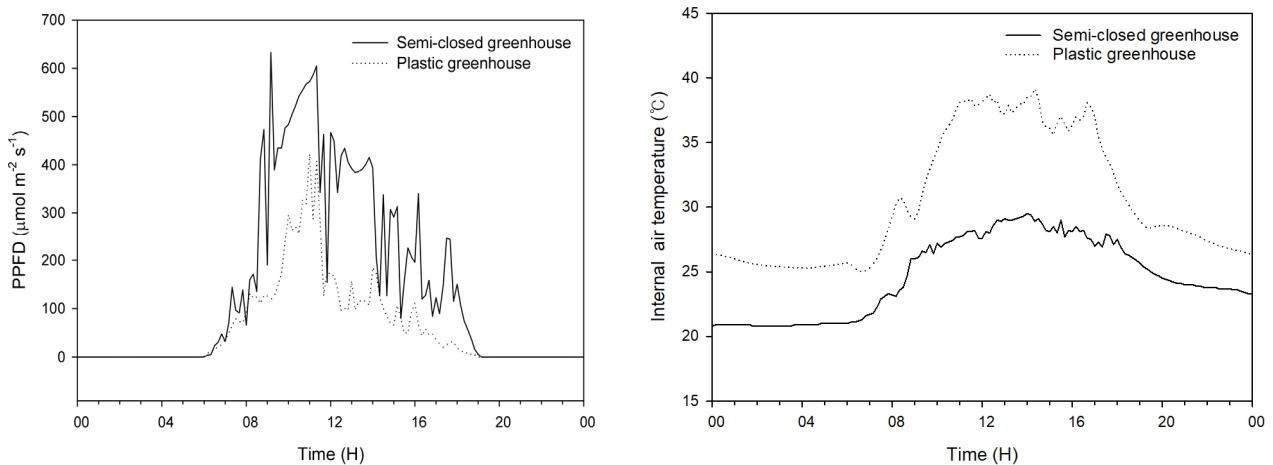 700
600
500
400
300
200
100
0
PPFD (μmol m⁻² s⁻¹)
Semi-closed greenhouse
Plastic greenhouse
00 04 08 12 16 20 00
Time (H)
45
40
35
30
25
20
15
Internal air temperature (℃)
Semi-closed greenhouse
Plastic greenhouse
00 04 08 12 16 20 00
Time (H)